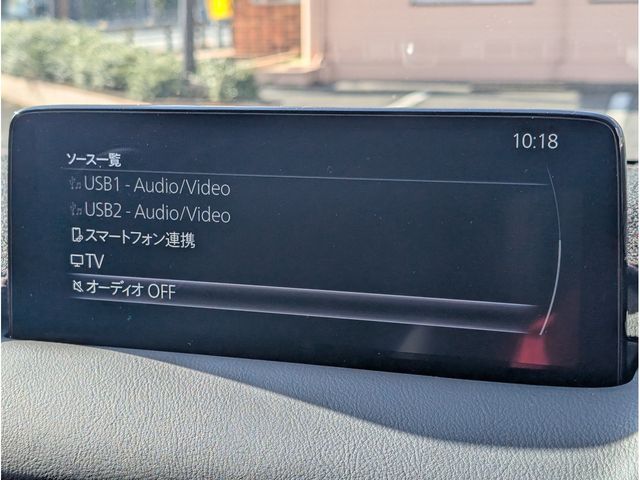 10:18
ソース一覧
USB1 - Audio/Video
USB2 - Audio/Video
スマートフォン連携
TV
オーディオ OFF